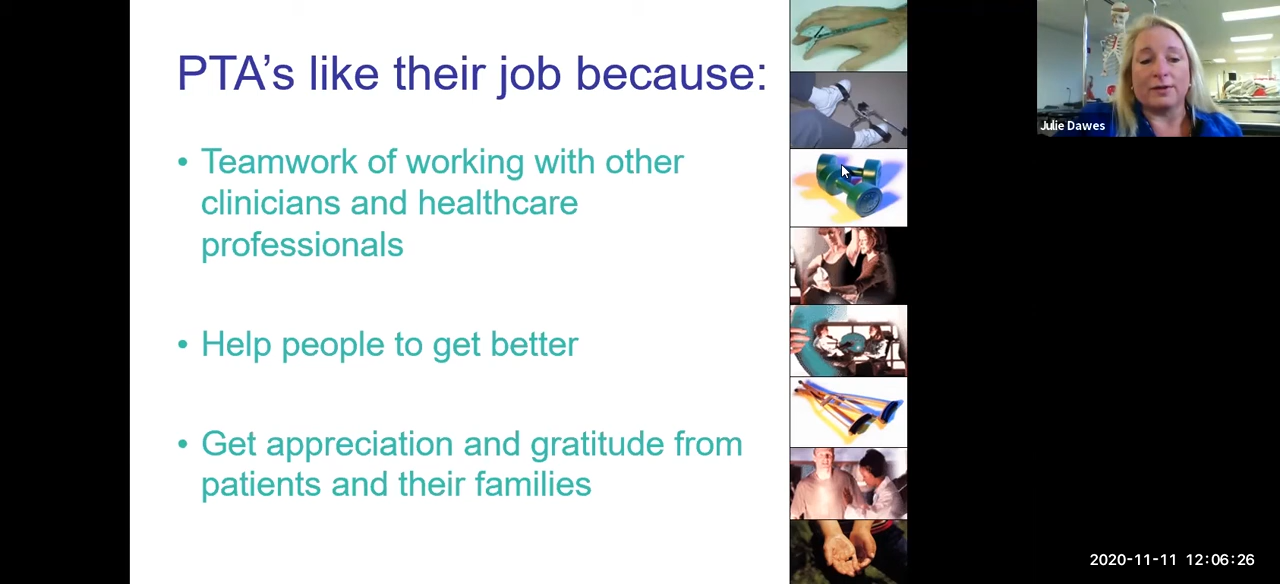 PTA’s like their job because:
• Teamwork of working with other
clinicians and healthcare
professionals
• Help people to get better
• Get appreciation and gratitude from
patients and their families
Julie Dawes
2020-11-11 12:06:26